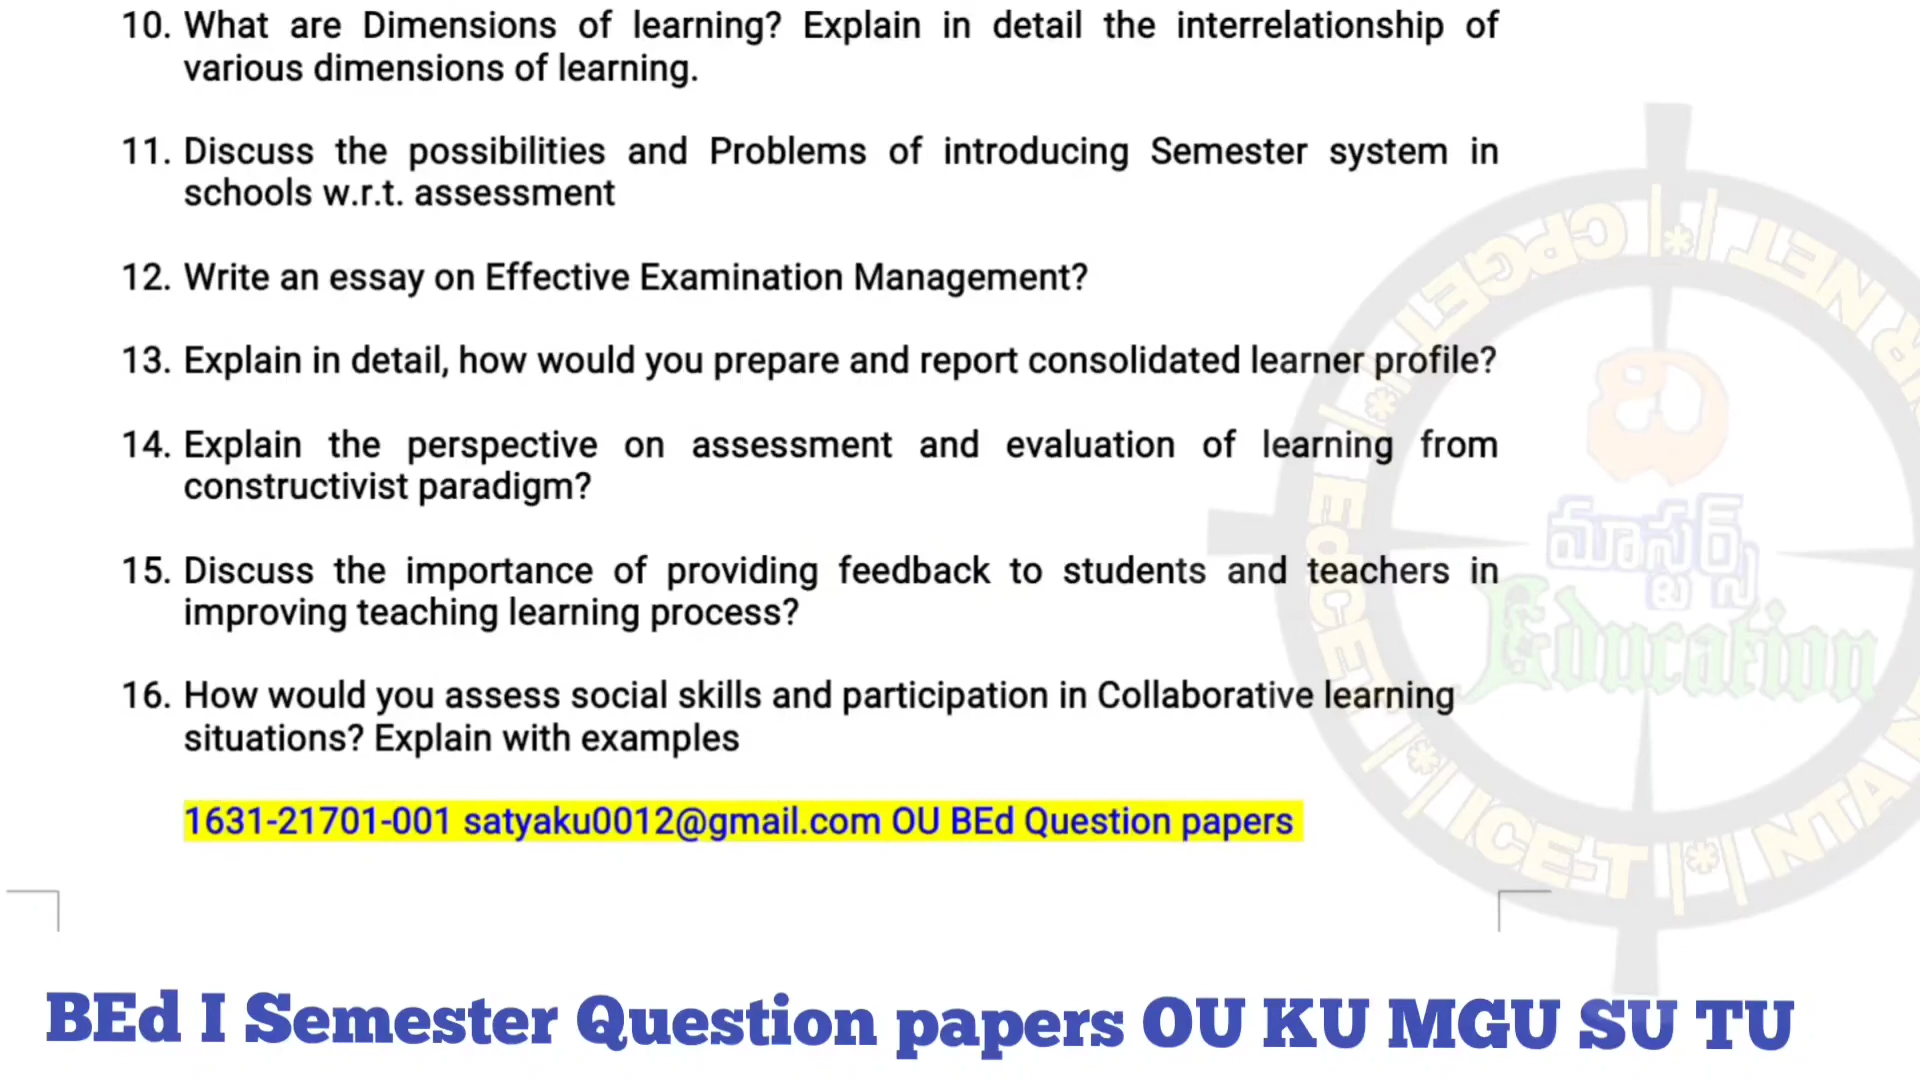 10. What are Dimensions of learning? Explain in detail the interrelationship of
various dimensions of learning.
11. Discuss the possibilities and Problems of introducing Semester system in
schools w.r.t. assessment
12. Write an essay on Effective Examination Management?
13. Explain in detail, how would you prepare and report consolidated learner profile?
14. Explain the perspective on assessment and evaluation of learning from
constructivist paradigm?
15. Discuss the importance of providing feedback to students and teachers in
improving teaching learning process?
16. How would you assess social skills and participation in Collaborative learning
situations? Explain with examples
1631-21701-001 satyaku0012@gmail.com OU BEd Question papers
CPGET
EdCET
ICE-T
ది
మాస్టర్స్
Education
BEd I Semester Question papers OU KU MGU SU TU